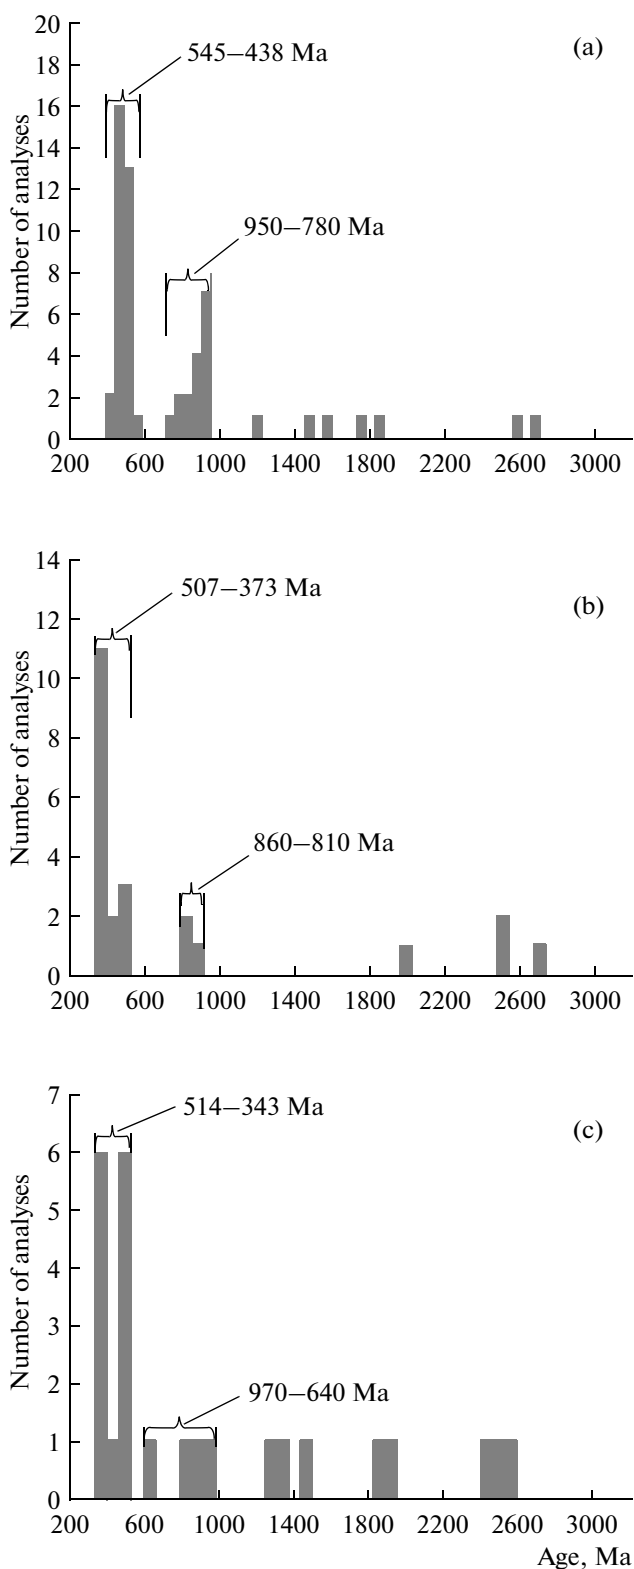 (a)
545–438 Ma
950–780 Ma
Number of analyses
20
18
16
14
12
10
8
6
4
2
0
200 600 1000 1400 1800 2200 2600 3000
(b)
507–373 Ma
860–810 Ma
Number of analyses
14
12
10
8
6
4
2
0
200 600 1000 1400 1800 2200 2600 3000
(c)
514–343 Ma
970–640 Ma
Number of analyses
7
6
5
4
3
2
1
0
200 600 1000 1400 1800 2200 2600 3000
Age, Ma